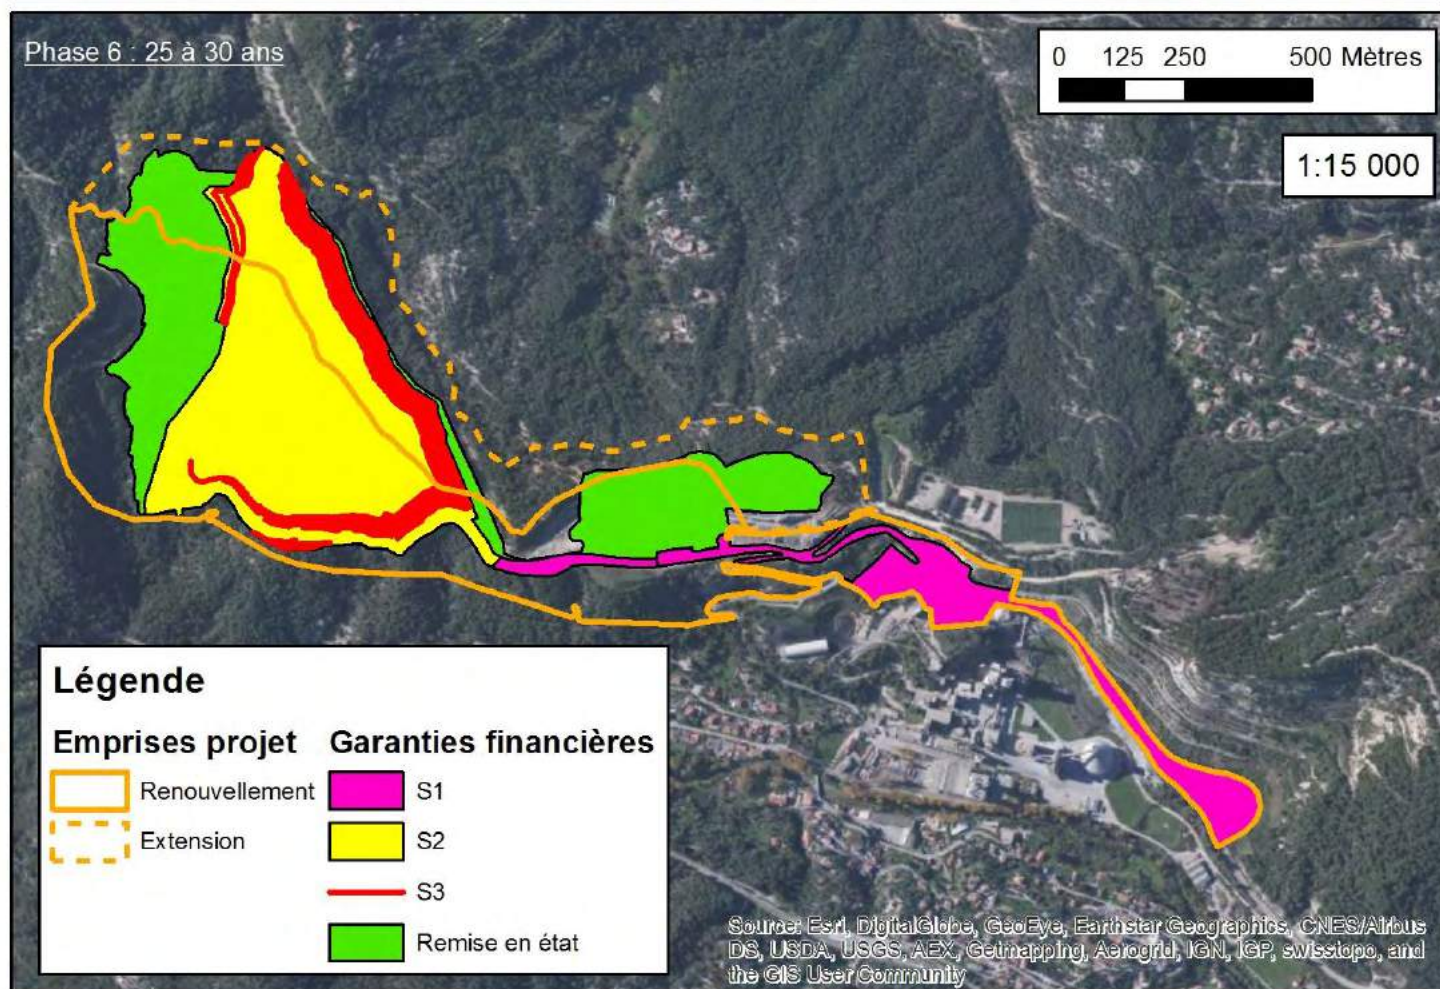 Phase 6 : 25 à 30 ans
0 125 250 500 Mètres
1:15 000
Légende
Emprises projet
Renouvellement
Extension
Garanties financières
S1
S2
S3
Remise en état
Source: Esri, DigitalGlobe, GeoEye, Earthstar Geographics, CNES/Airbus
DS, USDA, USGS, AEX, Getmapping, Aerogrid, IGN, IGP, swisstopo, and
the GIS User Community